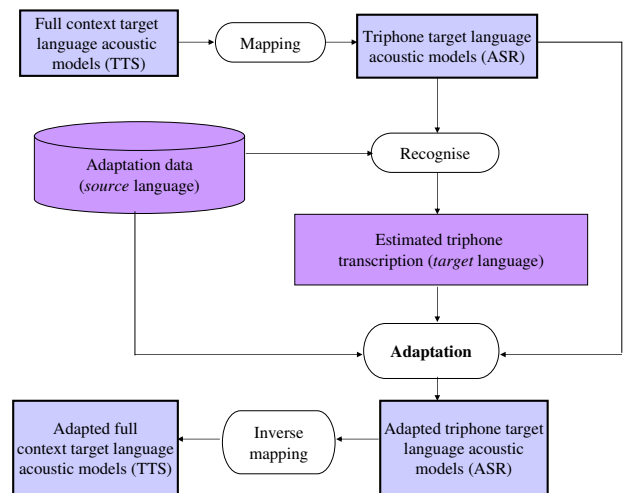 Full context target
language acoustic
models (TTS)
Mapping
Triphone target language
acoustic models (ASR)
Adaptation data
(source language)
Recognise
Estimated triphone
transcription (target language)
Adaptation
Adapted full
context target language
acoustic models (TTS)
Inverse
mapping
Adapted triphone target
language acoustic
models (ASR)